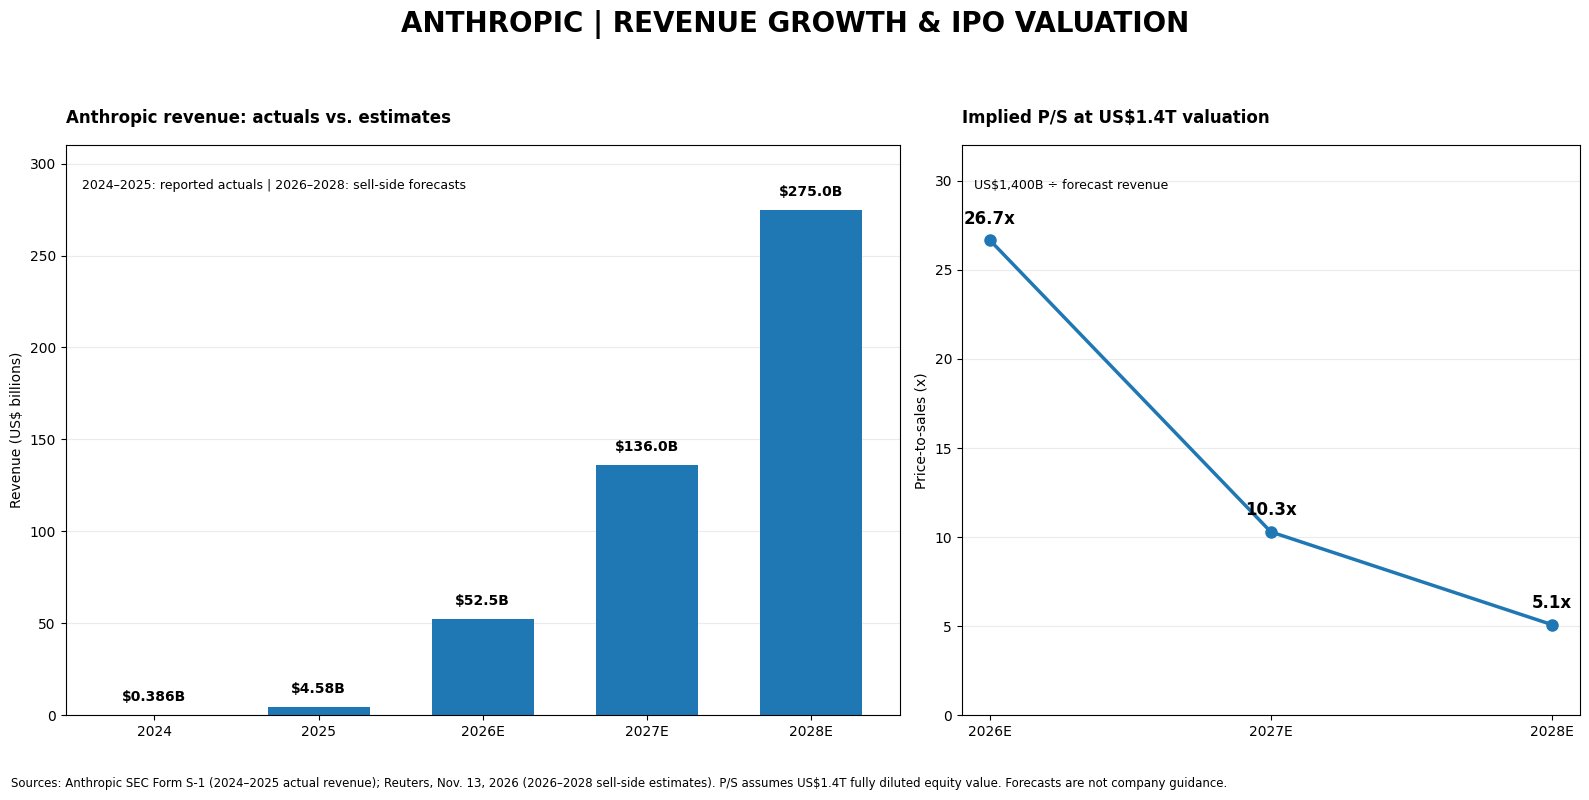 ANTHROPIC | REVENUE GROWTH & IPO VALUATION
Anthropic revenue: actuals vs. estimates
2024–2025: reported actuals | 2026–2028: sell-side forecasts
Revenue (US$ billions)
300
250
200
150
100
50
0
$0.386B
$4.58B
$52.5B
$136.0B
$275.0B
2024
2025
2026E
2027E
2028E
Implied P/S at US$1.4T valuation
US$1,400B ÷ forecast revenue
Price-to-sales (x)
30
25
20
15
10
5
0
26.7x
10.3x
5.1x
2026E
2027E
2028E
Sources: Anthropic SEC Form S-1 (2024–2025 actual revenue); Reuters, Nov. 13, 2026 (2026–2028 sell-side estimates). P/S assumes US$1.4T fully diluted equity value. Forecasts are not company guidance.